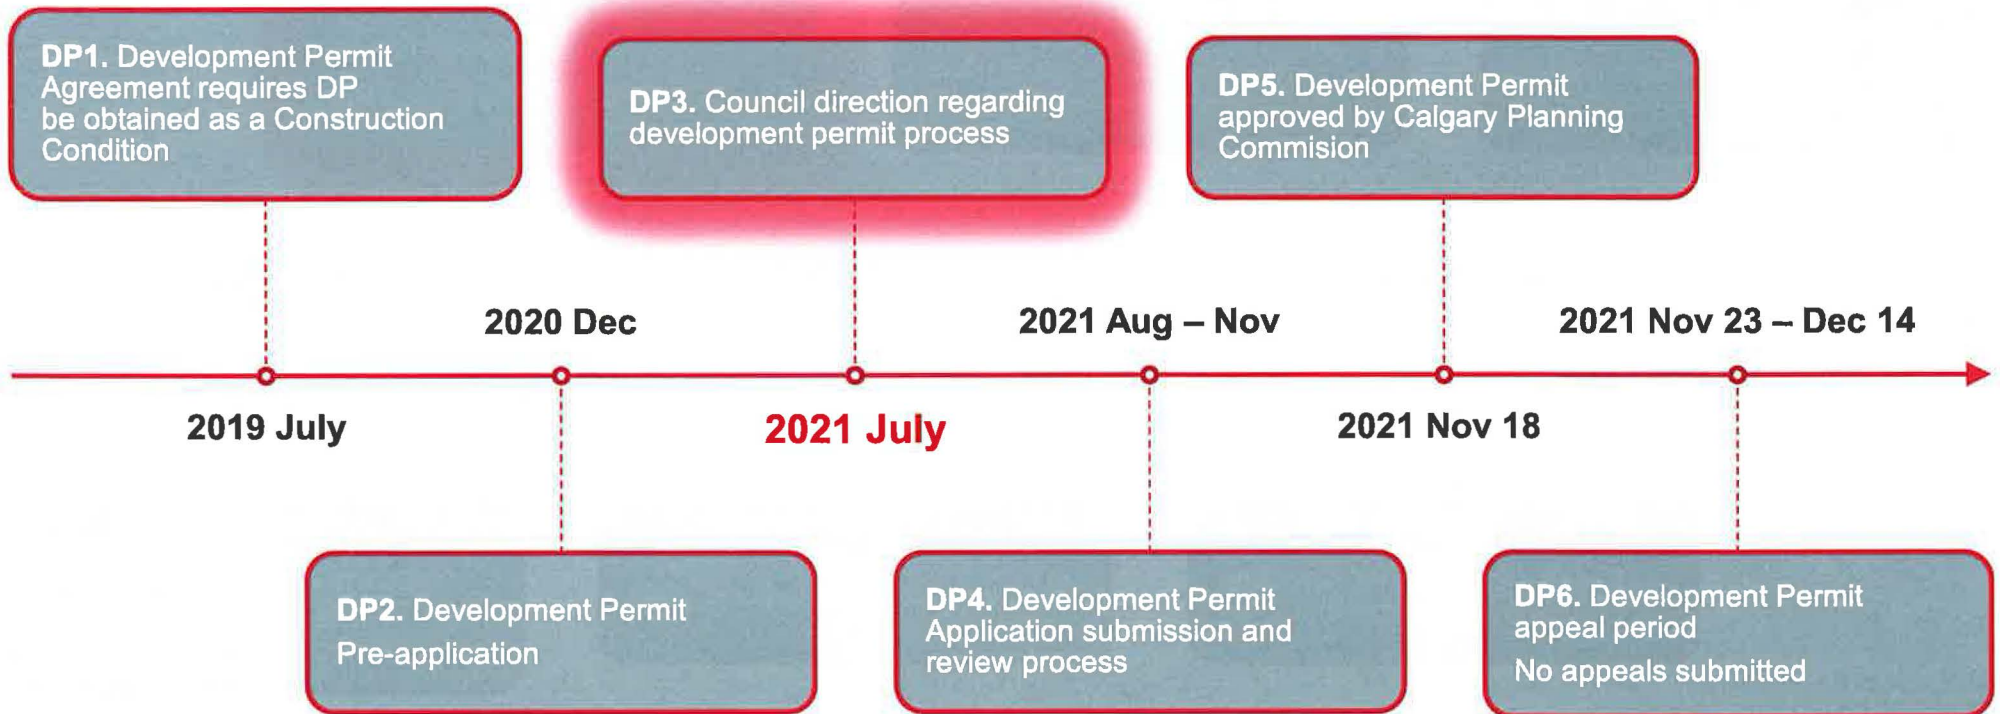 DP1. Development Permit
Agreement requires DP
be obtained as a Construction
Condition
DP3. Council direction regarding
development permit process
DP5. Development Permit
approved by Calgary Planning
Commision
2020 Dec
2021 Aug – Nov
2021 Nov 23 – Dec 14
2019 July
2021 July
2021 Nov 18
DP2. Development Permit
Pre-application
DP4. Development Permit
Application submission and
review process
DP6. Development Permit
appeal period
No appeals submitted